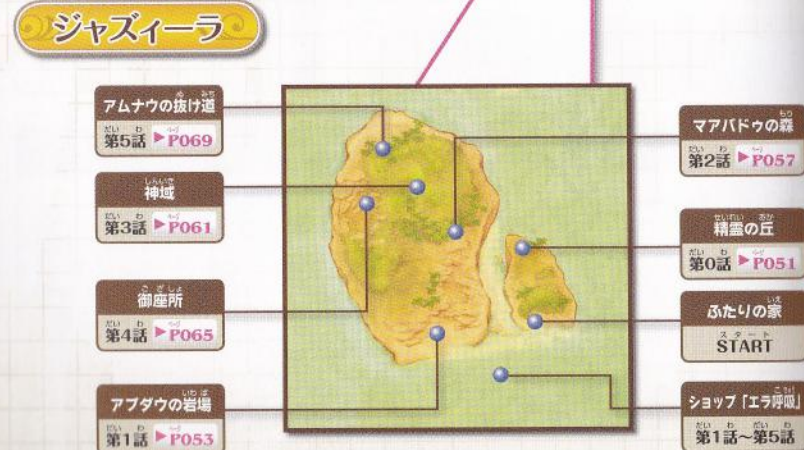 ジャズィーラ
アムナウの抜け道
第5話 ▶P069
神域
第3話 ▶P061
御座所
第4話 ▶P065
アブダウの岩場
第1話 ▶P053
マアバドゥの森
第2話 ▶P057
精霊の丘
第0話 ▶P051
ふたりの家
START
ショップ「エラ呼吸」
第1話~第5話